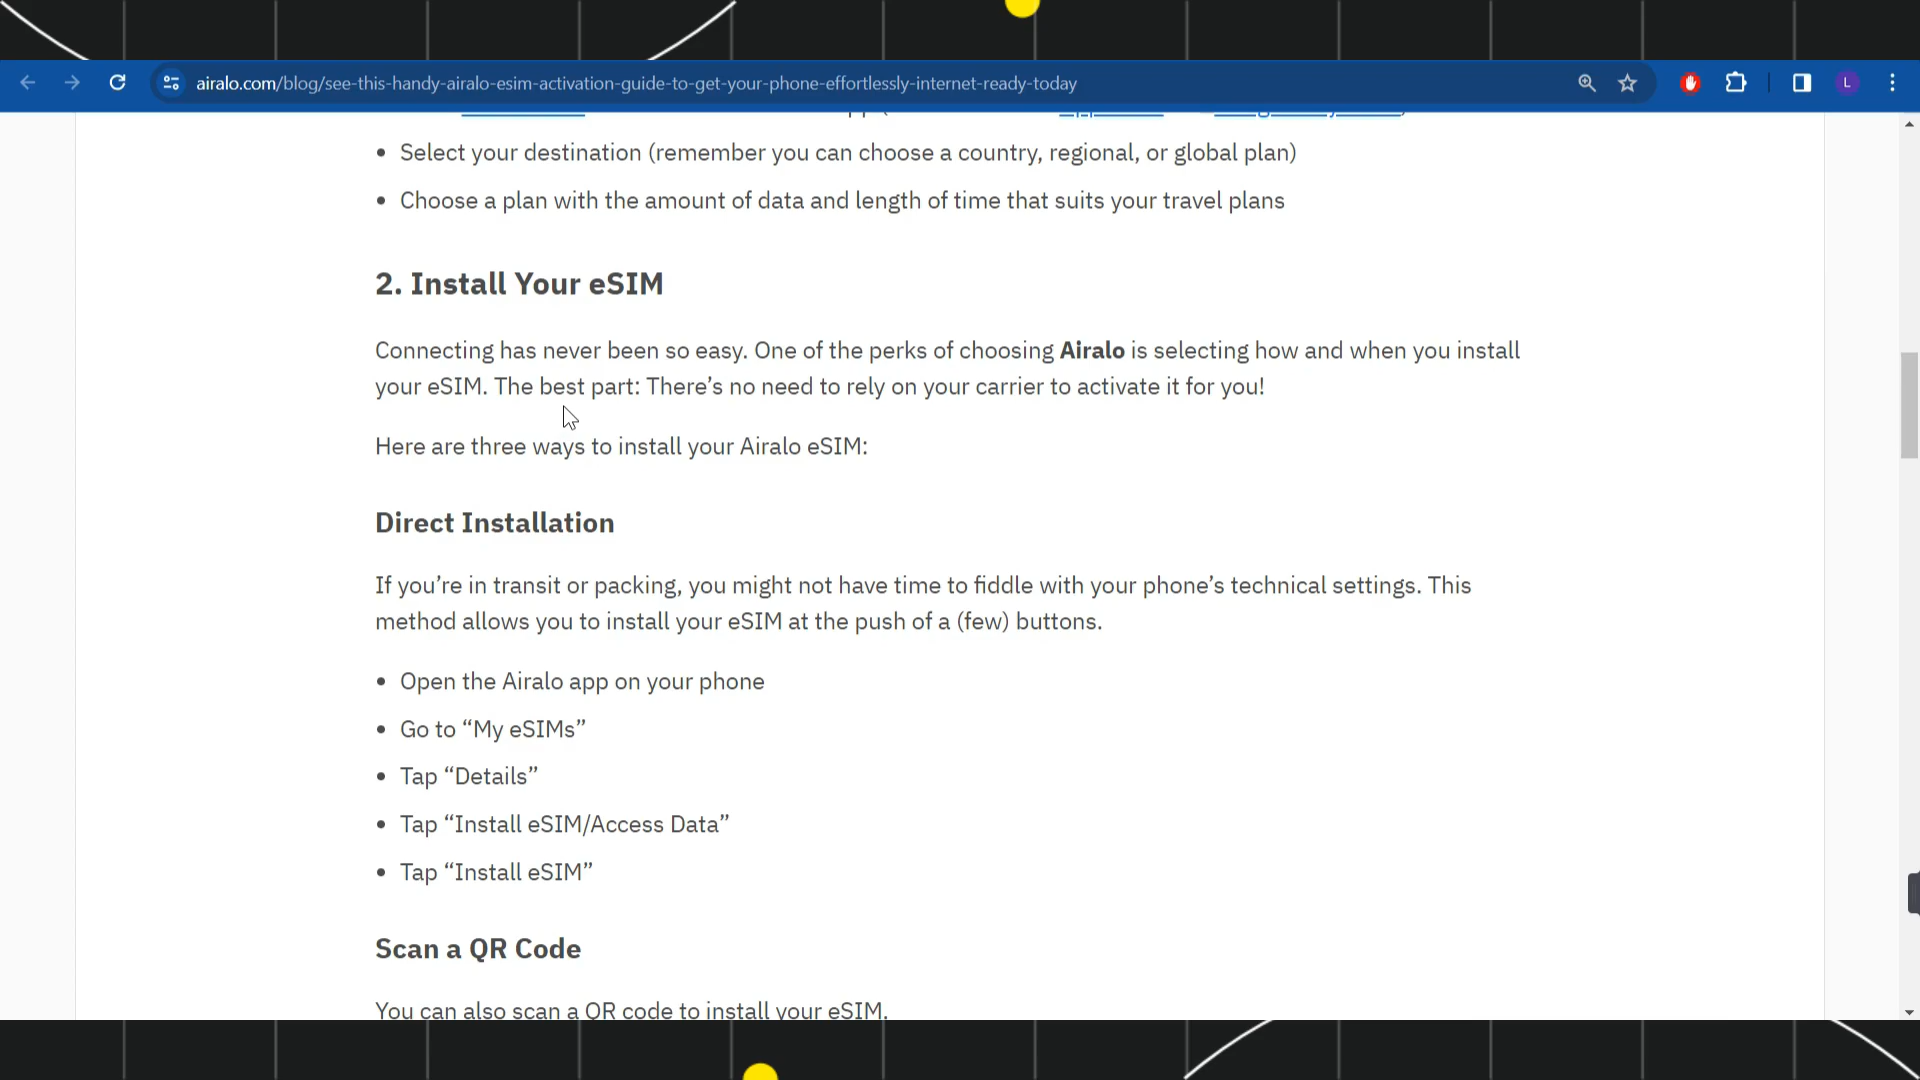 airalo.com/blog/see-this-handy-airalo-esim-activation-guide-to-get-your-phone-effortlessly-internet-ready-today
L
• Select your destination (remember you can choose a country, regional, or global plan)
• Choose a plan with the amount of data and length of time that suits your travel plans
2. Install Your eSIM
Connecting has never been so easy. One of the perks of choosing Airalo is selecting how and when you install
your eSIM. The best part: There’s no need to rely on your carrier to activate it for you!
Here are three ways to install your Airalo eSIM:
Direct Installation
If you’re in transit or packing, you might not have time to fiddle with your phone’s technical settings. This
method allows you to install your eSIM at the push of a (few) buttons.
• Open the Airalo app on your phone
• Go to “My eSIMs”
• Tap “Details”
• Tap “Install eSIM/Access Data”
• Tap “Install eSIM”
Scan a QR Code
You can also scan a QR code to install your eSIM.